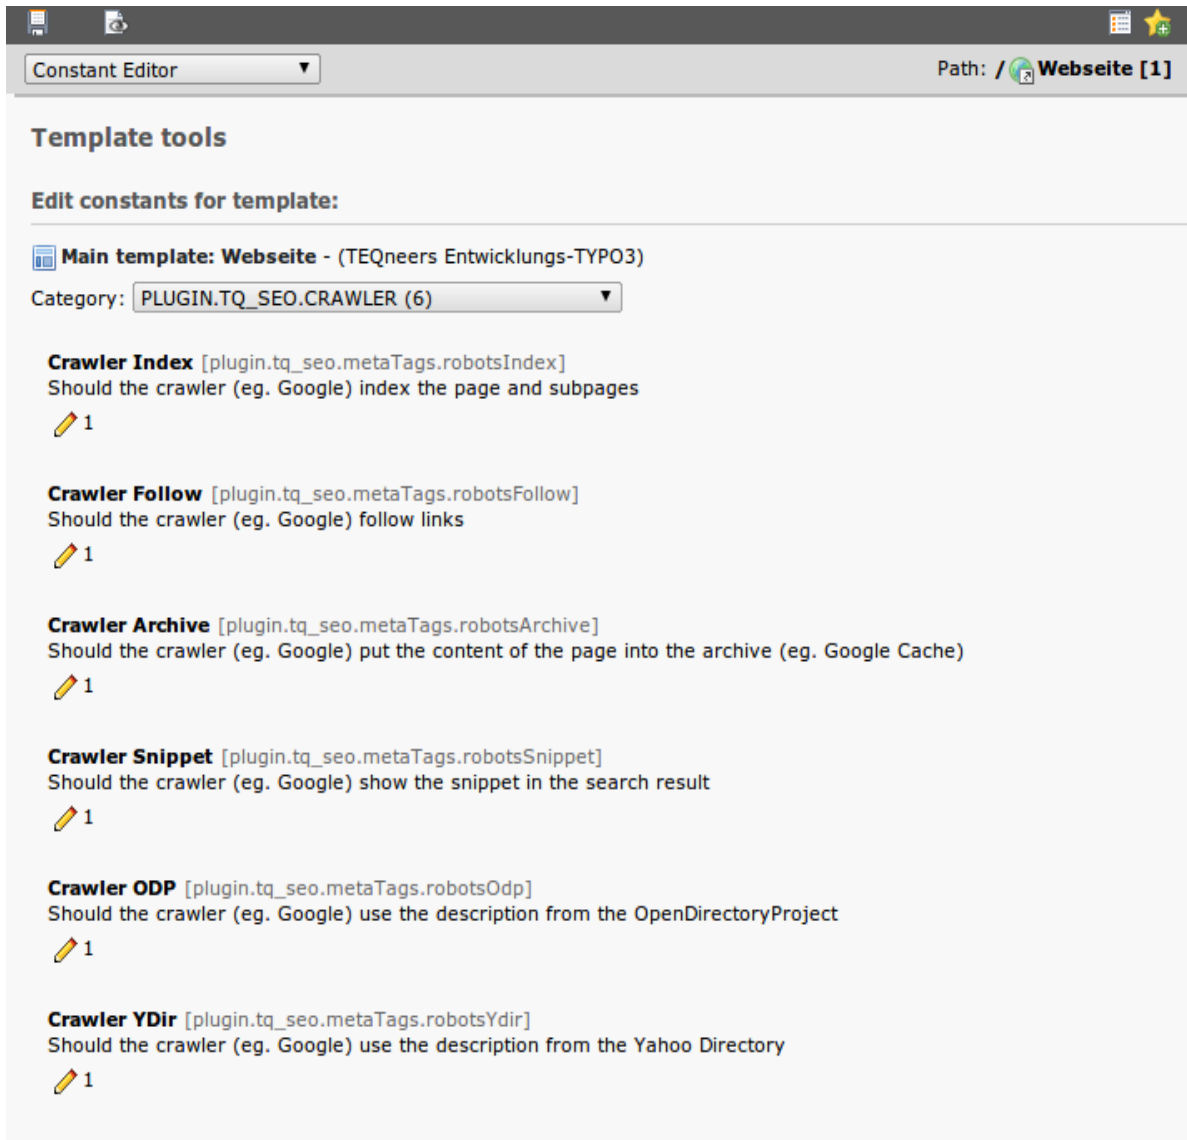 Constant Editor
Path: / Webseite [1]
Template tools
Edit constants for template:
Main template: Webseite - (TEQneers Entwicklungs-TYPO3)
Category: PLUGIN.TQ_SEO.CRAWLER (6)
Crawler Index [plugin.tq_seo.metaTags.robotsIndex]
Should the crawler (eg. Google) index the page and subpages
1
Crawler Follow [plugin.tq_seo.metaTags.robotsFollow]
Should the crawler (eg. Google) follow links
1
Crawler Archive [plugin.tq_seo.metaTags.robotsArchive]
Should the crawler (eg. Google) put the content of the page into the archive (eg. Google Cache)
1
Crawler Snippet [plugin.tq_seo.metaTags.robotsSnippet]
Should the crawler (eg. Google) show the snippet in the search result
1
Crawler ODP [plugin.tq_seo.metaTags.robotsOdp]
Should the crawler (eg. Google) use the description from the OpenDirectoryProject
1
Crawler YDir [plugin.tq_seo.metaTags.robotsYdir]
Should the crawler (eg. Google) use the description from the Yahoo Directory
1